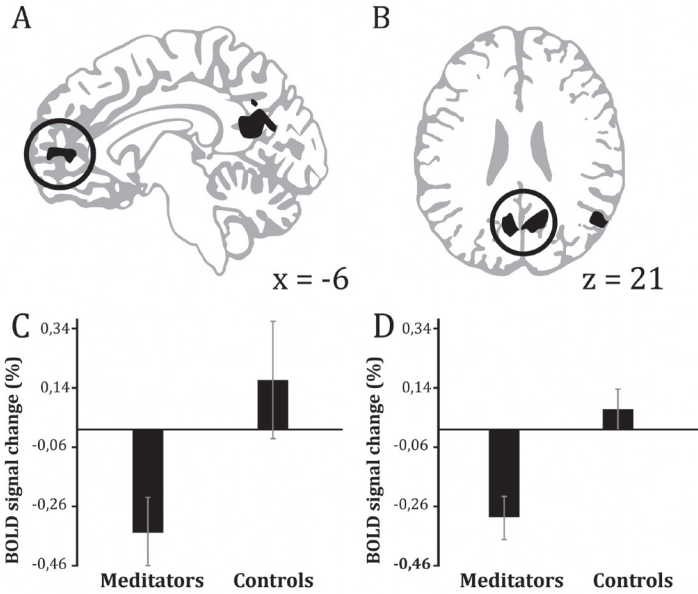 A
B
x = -6
z = 21
C
D
BOLD signal change (%)
0,34
0,14
-0,06
-0,26
-0,46
Meditators Controls
BOLD signal change (%)
0,34
0,14
-0,06
-0,26
-0,46
Meditators Controls